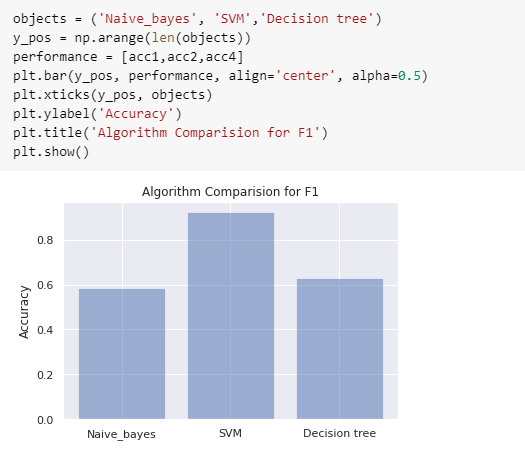 objects = ('Naive_bayes', 'SVM','Decision tree')
y_pos = np.arange(len(objects))
performance = [acc1,acc2,acc4]
plt.bar(y_pos, performance, align='center', alpha=0.5)
plt.xticks(y_pos, objects)
plt.ylabel('Accuracy')
plt.title('Algorithm Comparision for F1')
plt.show()
Algorithm Comparision for F1
0.8
0.6
0.4
0.2
0.0
Accuracy
Naive_bayes SVM Decision tree